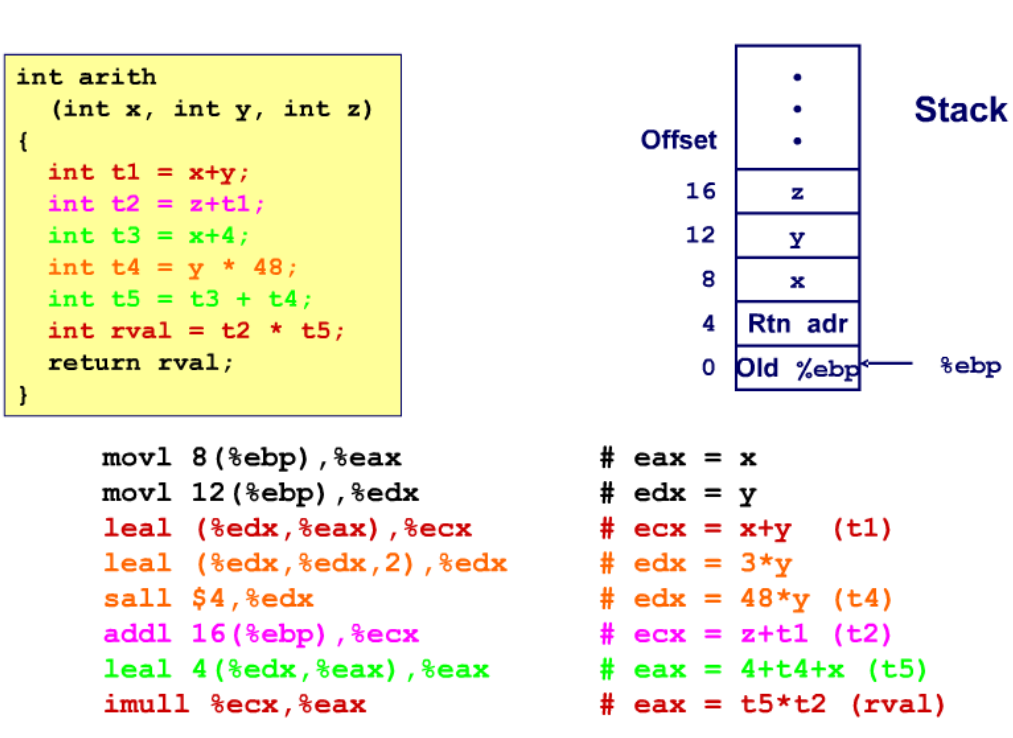 int arith
(int x, int y, int z)
{
int t1 = x+y;
int t2 = z+t1;
int t3 = x+4;
int t4 = y * 48;
int t5 = t3 + t4;
int rval = t2 * t5;
return rval;
}
Stack
Offset
16 z
12 y
8 x
4 Rtn adr
0 Old %ebp %ebp
movl 8(%ebp),%eax # eax = x
movl 12(%ebp),%edx # edx = y
leal (%edx,%eax),%ecx # ecx = x+y (t1)
leal (%edx,%edx,2),%edx # edx = 3*y
sall $4,%edx # edx = 48*y (t4)
addl 16(%ebp),%ecx # ecx = z+t1 (t2)
leal 4(%edx,%eax),%eax # eax = 4+t4+x (t5)
imull %ecx,%eax # eax = t5*t2 (rval)